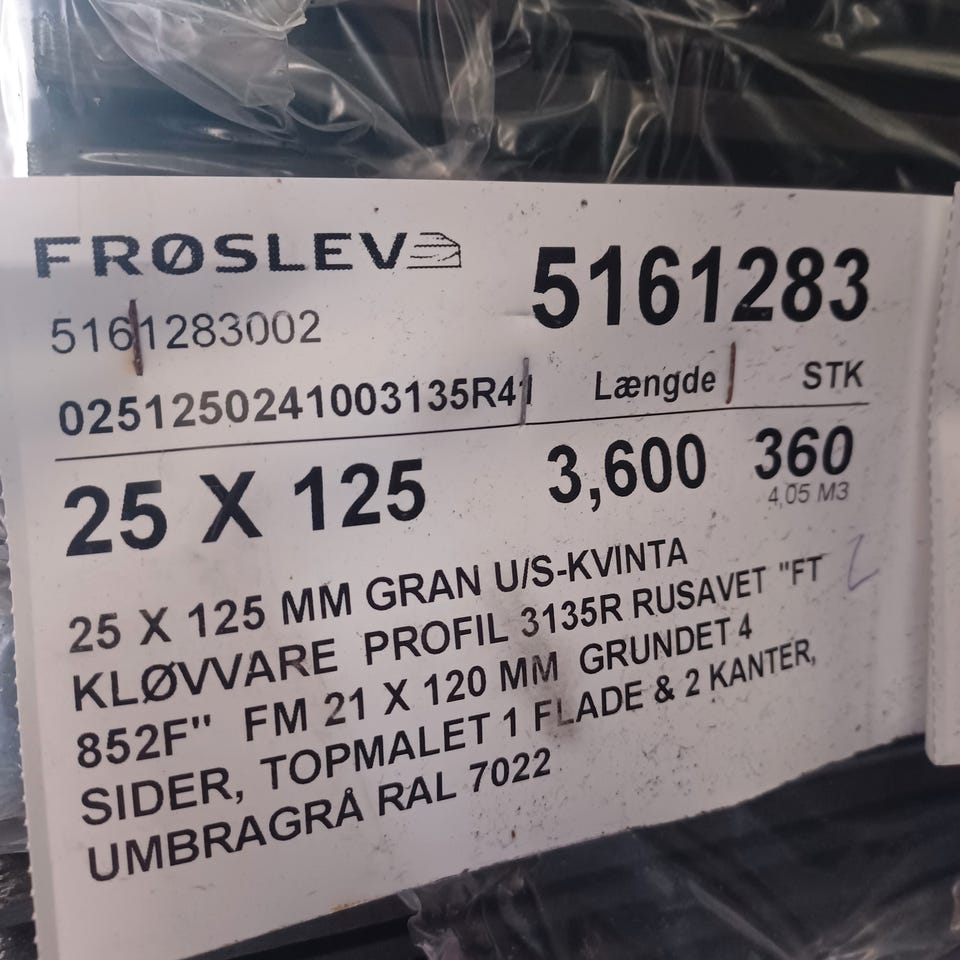 FRØSLEV
5161283
5161283002
0251250241003135R41 Længde STK
25 X 125 3,600 360
4,05 M3
25 X 125 MM GRAN U/S-KVINTA
KLØVVARE PROFIL 3135R RUSAVET "FT
852F" FM 21 X 120 MM GRUNDET 4
SIDER, TOPMALET 1 FLADE & 2 KANTER,
UMBRAGRÅ RAL 7022